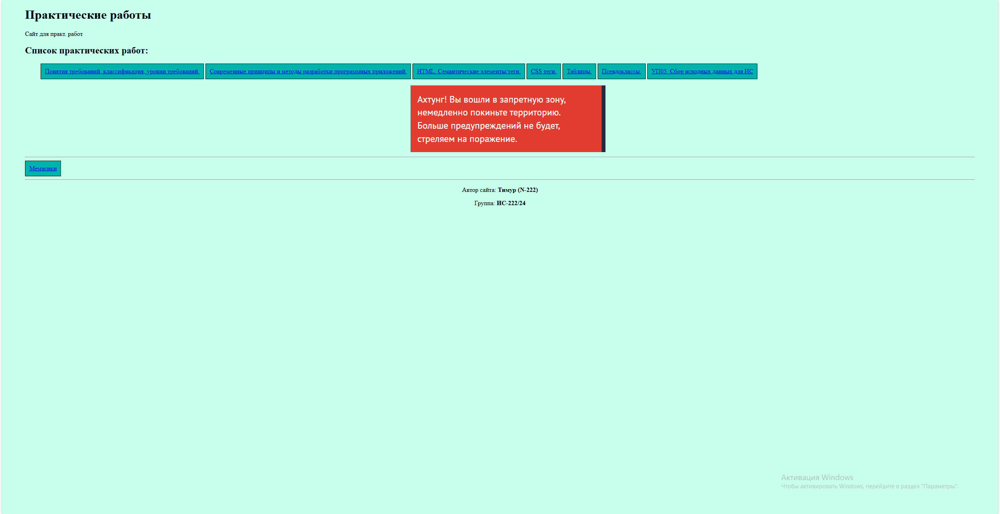 Практические работы
Сайт для практ. работ
Список практических работ:
Понятия требований, классификация, уровни требований. Современные принципы и методы разработки программных приложений. HTML. Семантические элементы/теги. CSS теги. Таблицы. Псевдоклассы. УП05. Сбор исходных данных для ИС
Ахтунг! Вы вошли в запретную зону,
немедленно покиньте территорию.
Больше предупреждений не будет,
стреляем на поражение.
Мемасики
Автор сайта: Тимур (N-222)
Группа: ИС-222/24
Активация Windows
Чтобы активировать Windows, перейдите в раздел "Параметры".